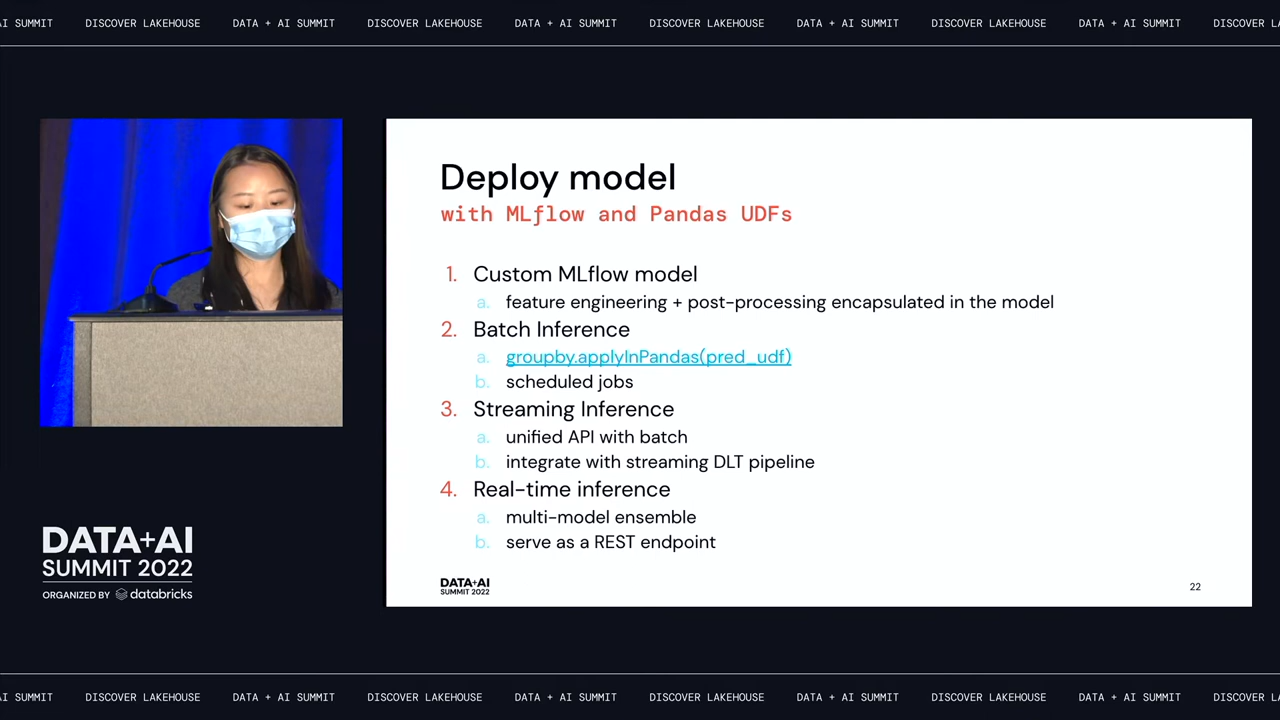 AI SUMMIT DISCOVER LAKEHOUSE DATA + AI SUMMIT DISCOVER LAKEHOUSE DATA + AI SUMMIT DISCOVER LAKEHOUSE DATA + AI SUMMIT DISCOVER LAKEHOUSE DATA + AI SUMMIT DISCOVER
Deploy model
with MLflow and Pandas UDFs
1. Custom MLflow model
a. feature engineering + post-processing encapsulated in the model
2. Batch Inference
a. groupby.applyInPandas(pred_udf)
b. scheduled jobs
3. Streaming Inference
a. unified API with batch
b. integrate with streaming DLT pipeline
4. Real-time inference
a. multi-model ensemble
b. serve as a REST endpoint
DATA+AI
SUMMIT 2022
22
DATA+AI
SUMMIT 2022
ORGANIZED BY databricks
AI SUMMIT DISCOVER LAKEHOUSE DATA + AI SUMMIT DISCOVER LAKEHOUSE DATA + AI SUMMIT DISCOVER LAKEHOUSE DATA + AI SUMMIT DISCOVER LAKEHOUSE DATA + AI SUMMIT DISCOVER